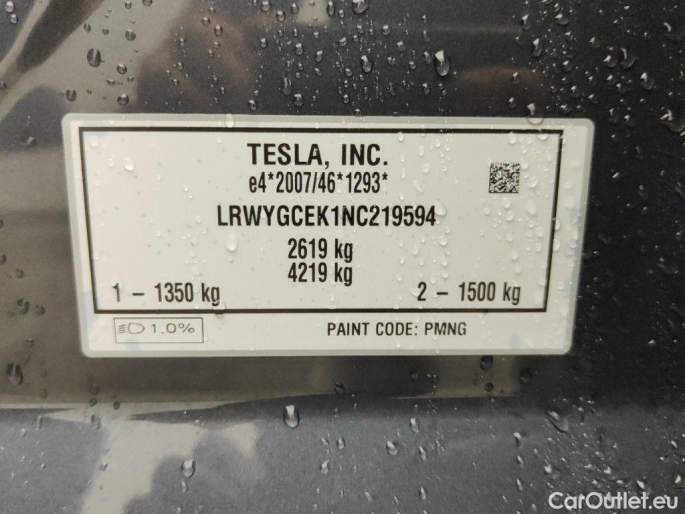 TESLA, INC.
e4*2007/46*1293*
LRWYGCEK1NC219594
2619 kg
4219 kg
1 – 1350 kg 2 – 1500 kg
1.0% PAINT CODE: PMNG
CarOutlet.eu